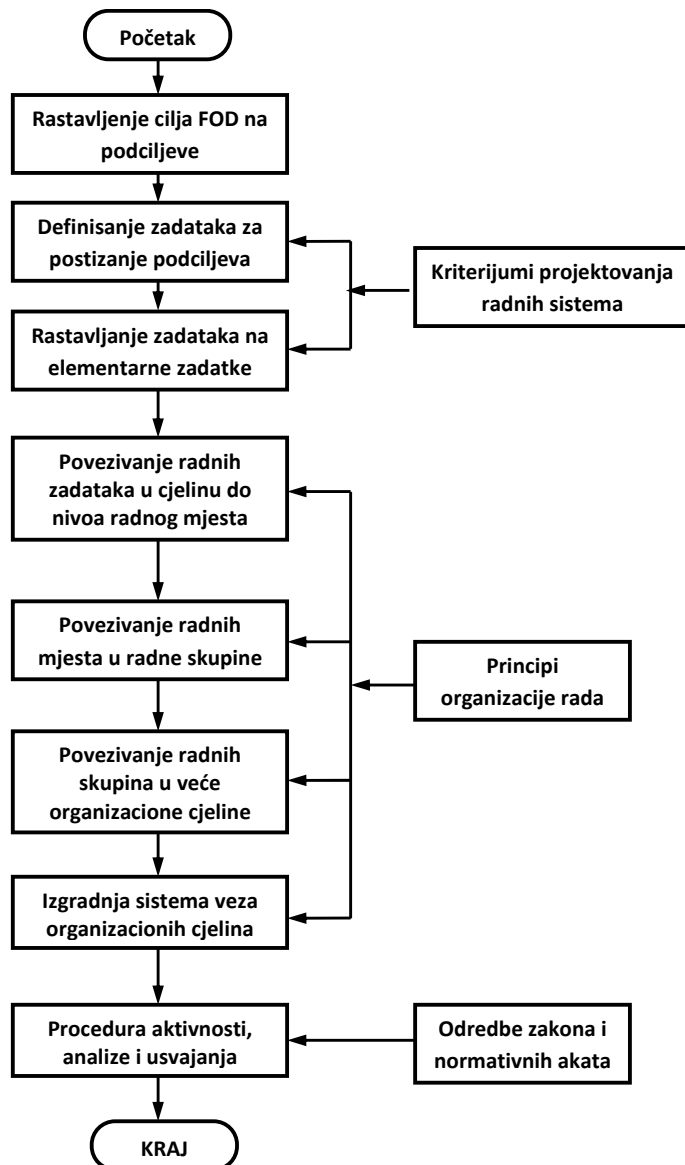 Početak
Rastavljenje cilja FOD na
podciljeve
Definisanje zadataka za
postizanje podciljeva
Kriterijumi projektovanja
radnih sistema
Rastavljanje zadataka na
elementarne zadatke
Povezivanje radnih
zadataka u cjelinu do
nivoa radnog mjesta
Povezivanje radnih
mjesta u radne skupine
Principi
organizacije rada
Povezivanje radnih
skupina u veće
organizacione cjeline
Izgradnja sistema veza
organizacionih cjelina
Procedura aktivnosti,
analize i usvajanja
Odredbe zakona i
normativnih akata
KRAJ